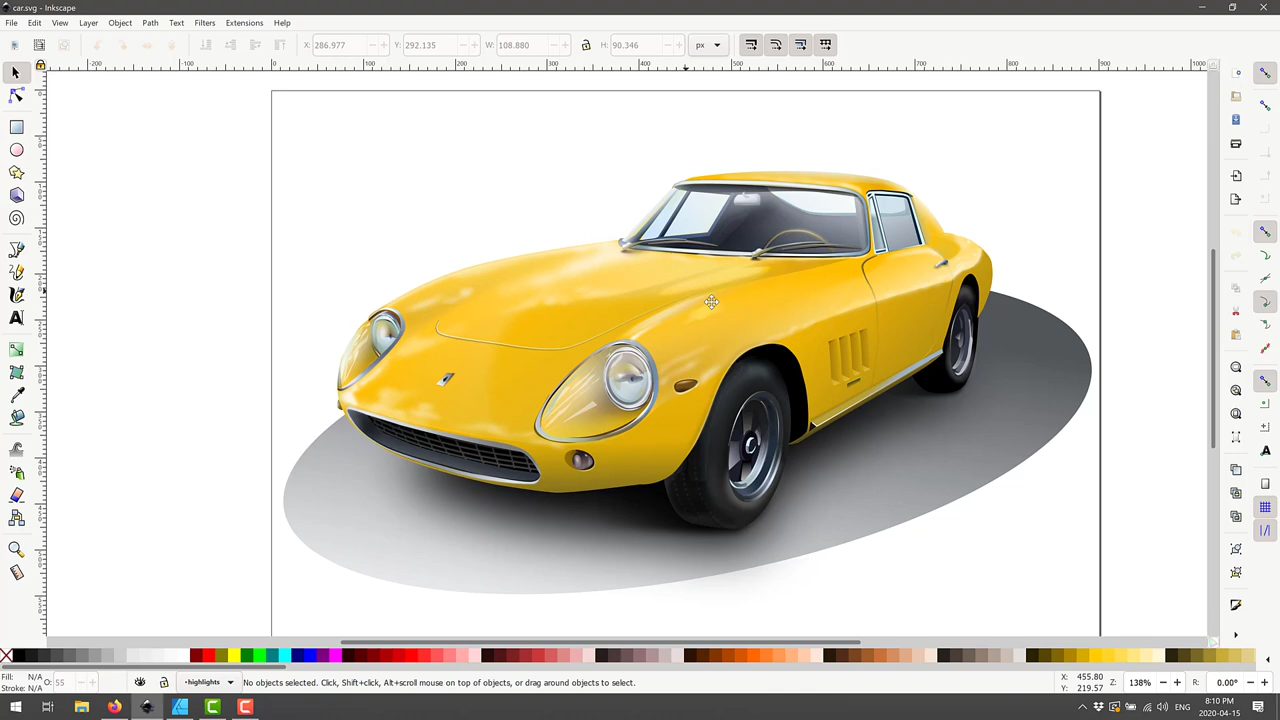 car.svg - Inkscape
File Edit View Layer Object Path Text Filters Extensions Help
X: 286.977 Y: 292.135 W: 108.880 H: 90.346 px
-200 -100 0 100 200 300 400 500 600 700 800 900 1000
Fill: N/A O: 55 highlights No objects selected. Click, Shift+click, Alt+scroll mouse on top of objects, or drag around objects to select. X: 455.80 Z: 138% R: 0.00°
Stroke: N/A Y: 219.57
ENG 8:10 PM
2020-04-15